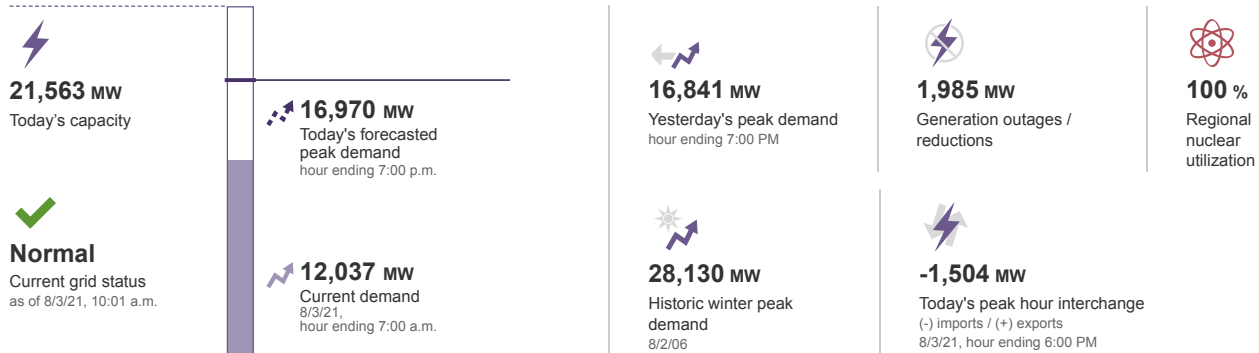 21,563 MW
Today's capacity
Normal
Current grid status
as of 8/3/21, 10:01 a.m.
16,970 MW
Today's forecasted
peak demand
hour ending 7:00 p.m.
12,037 MW
Current demand
8/3/21,
hour ending 7:00 a.m.
16,841 MW
Yesterday's peak demand
hour ending 7:00 PM
1,985 MW
Generation outages /
reductions
100 %
Regional
nuclear
utilization
28,130 MW
Historic winter peak
demand
8/2/06
-1,504 MW
Today's peak hour interchange
(-) imports / (+) exports
8/3/21, hour ending 6:00 PM